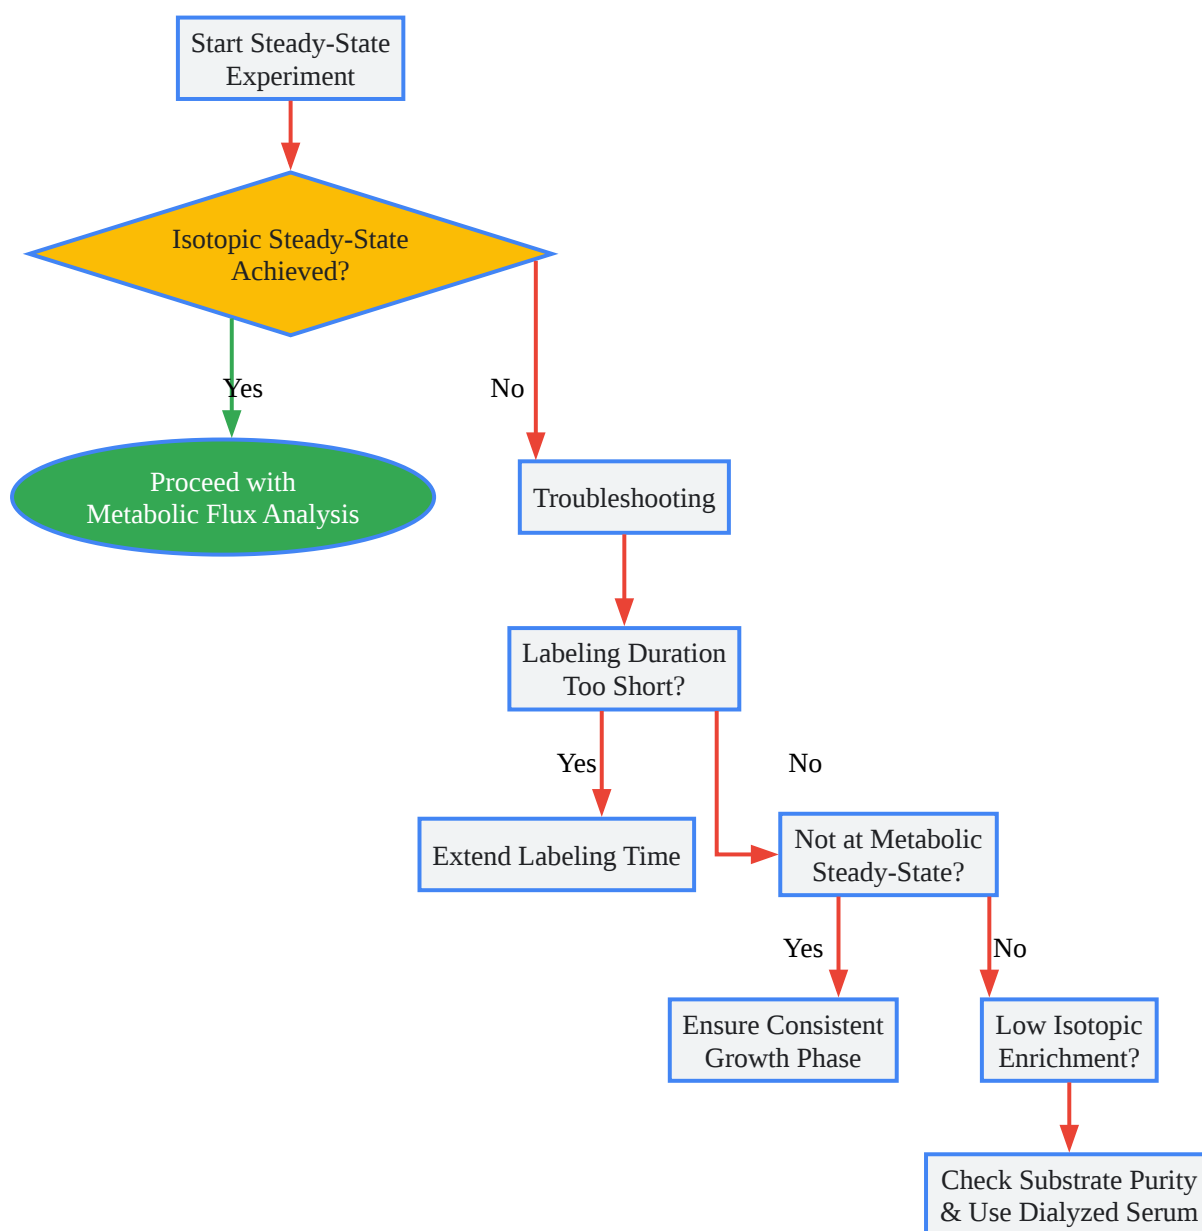 Start Steady-State
Experiment
Isotopic Steady-State
Achieved?
Yes
No
Proceed with
Metabolic Flux Analysis
Troubleshooting
Labeling Duration
Too Short?
Yes
No
Extend Labeling Time
Not at Metabolic
Steady-State?
Yes
No
Ensure Consistent
Growth Phase
Low Isotopic
Enrichment?
Check Substrate Purity
& Use Dialyzed Serum